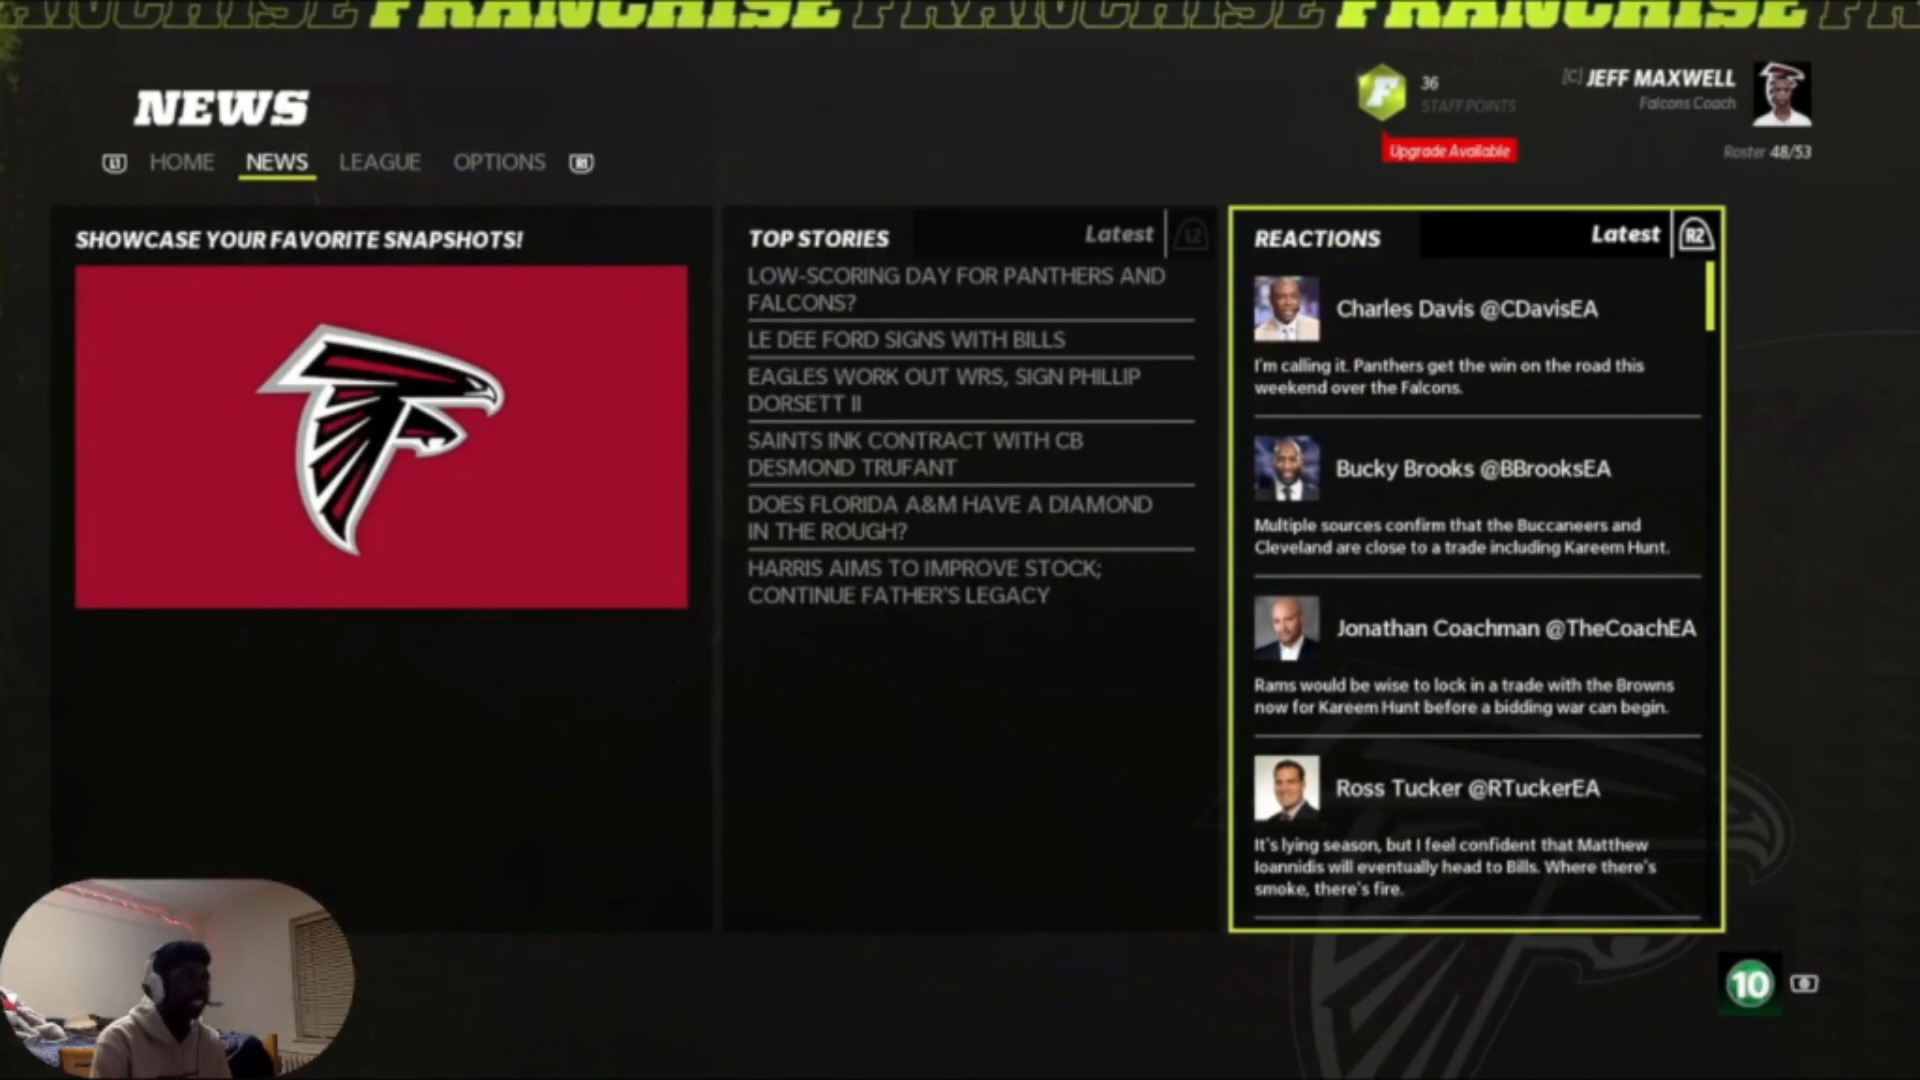 FRANCHISE FRANCHISE FRANCHISE FRANCHISE
NEWS
36
STAFF POINTS
Upgrade Available
[C] JEFF MAXWELL
Falcons Coach
Roster 48/53
L1 HOME NEWS LEAGUE OPTIONS R1
SHOWCASE YOUR FAVORITE SNAPSHOTS!
TOP STORIES Latest L2
LOW-SCORING DAY FOR PANTHERS AND
FALCONS?
LE DEE FORD SIGNS WITH BILLS
EAGLES WORK OUT WRS, SIGN PHILLIP
DORSETT II
SAINTS INK CONTRACT WITH CB
DESMOND TRUFANT
DOES FLORIDA A&M HAVE A DIAMOND
IN THE ROUGH?
HARRIS AIMS TO IMPROVE STOCK;
CONTINUE FATHER'S LEGACY
REACTIONS Latest R2
Charles Davis @CDavisEA
I'm calling it. Panthers get the win on the road this
weekend over the Falcons.
Bucky Brooks @BBrooksEA
Multiple sources confirm that the Buccaneers and
Cleveland are close to a trade including Kareem Hunt.
Jonathan Coachman @TheCoachEA
Rams would be wise to lock in a trade with the Browns
now for Kareem Hunt before a bidding war can begin.
Ross Tucker @RTuckerEA
It's lying season, but I feel confident that Matthew
Ioannidis will eventually head to Bills. Where there's
smoke, there's fire.
10